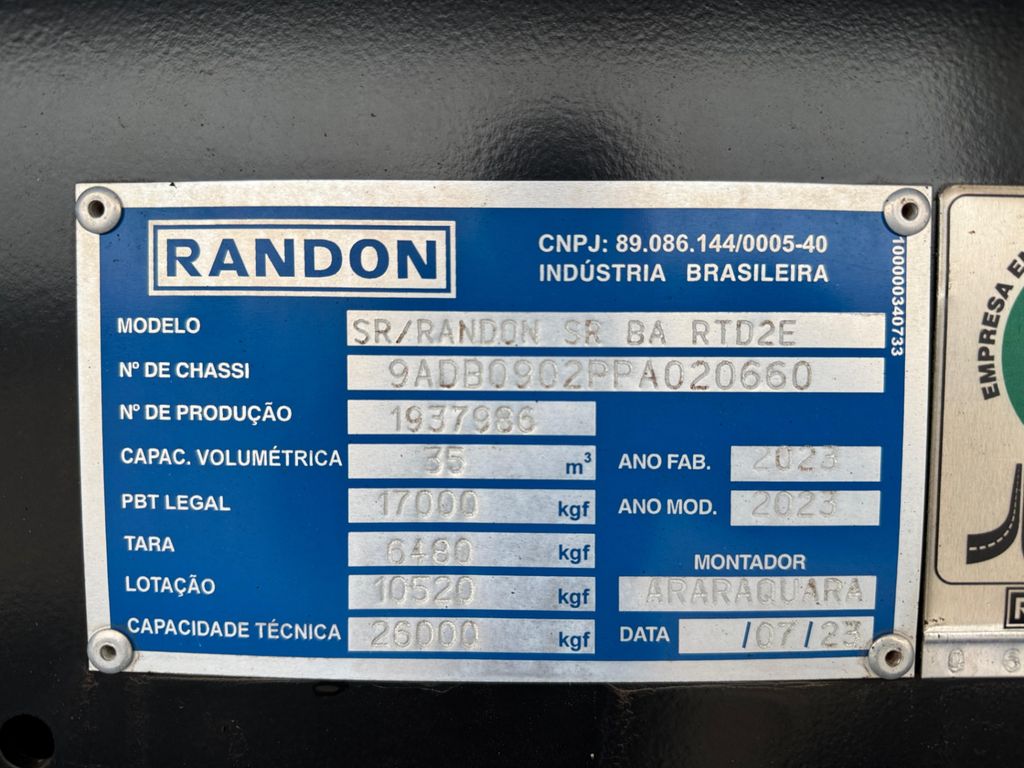 RANDON
CNPJ: 89.086.144/0005-40
INDÚSTRIA BRASILEIRA
1000000340733
MODELO SR/RANDON SR BA RTD2E
Nº DE CHASSI 9ADB0902PPA020660
Nº DE PRODUÇÃO 1937986
CAPAC. VOLUMÉTRICA 35 m³ ANO FAB. 2023
PBT LEGAL 17000 kgf ANO MOD. 2023
TARA 6480 kgf
MONTADOR
LOTAÇÃO 10520 kgf ARARAQUARA
CAPACIDADE TÉCNICA 26000 kgf DATA /07/23
EMPRESA